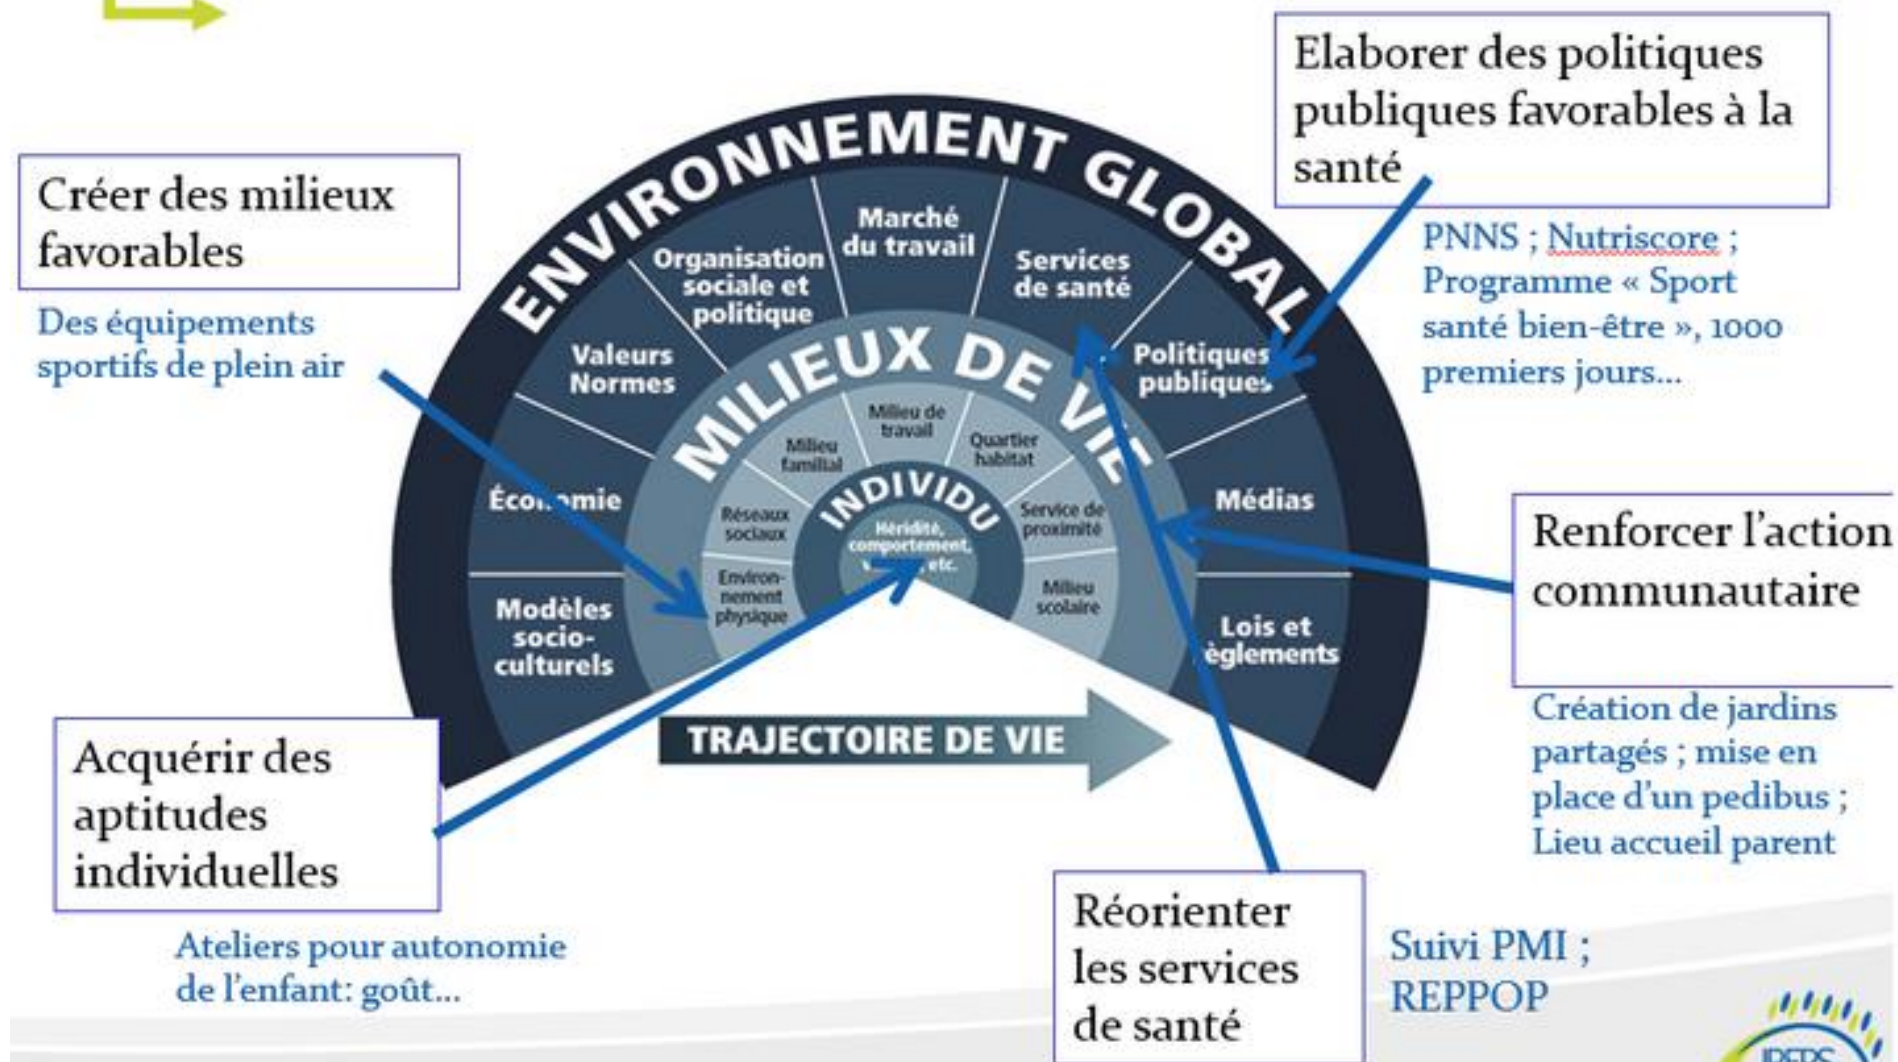 Elaborer des politiques
publiques favorables à la
santé
PNNS ; Nutriscore ;
Programme « Sport
santé bien-être », 1000
premiers jours...
Créer des milieux
favorables
Des équipements
sportifs de plein air
ENVIRONNEMENT GLOBAL
Modèles
socio-
culturels
Économie
Valeurs
Normes
Organisation
sociale et
politique
Marché
du travail
Services
de santé
Politiques
publiques
Médias
Lois et
règlements
MILIEUX DE VIE
Environ-
nement
physique
Réseaux
sociaux
Milieu
familial
Milieu de
travail
Quartier
habitat
Service de
proximité
Milieu
scolaire
INDIVIDU
Héridité,
comportement,
etc.
TRAJECTOIRE DE VIE
Renforcer l'action
communautaire
Création de jardins
partagés ; mise en
place d'un pedibus ;
Lieu accueil parent
Acquérir des
aptitudes
individuelles
Ateliers pour autonomie
de l'enfant: goût...
Réorienter
les services
de santé
Suivi PMI ;
REPPOP